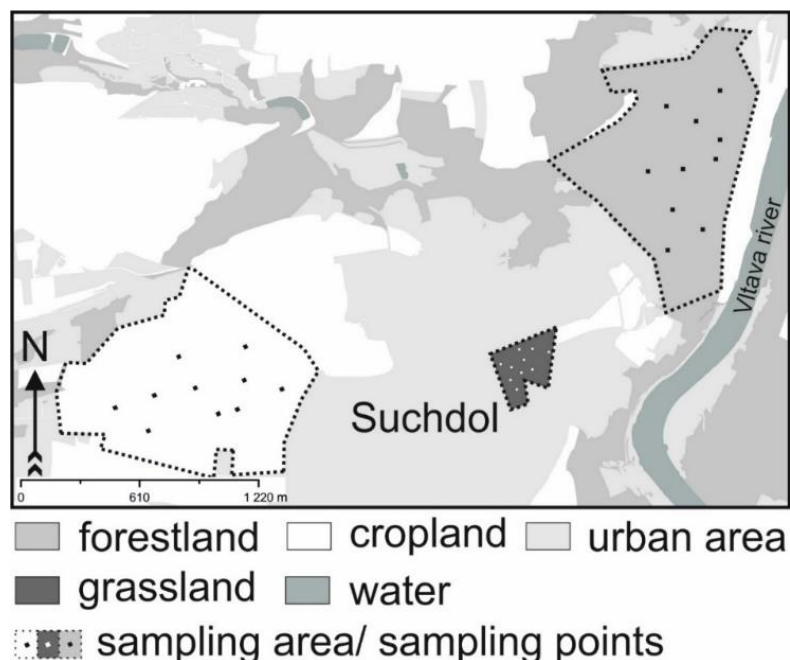 Vltava river
N
Suchdol
0 610 1 220 m
forestland cropland urban area
grassland water
sampling area/ sampling points